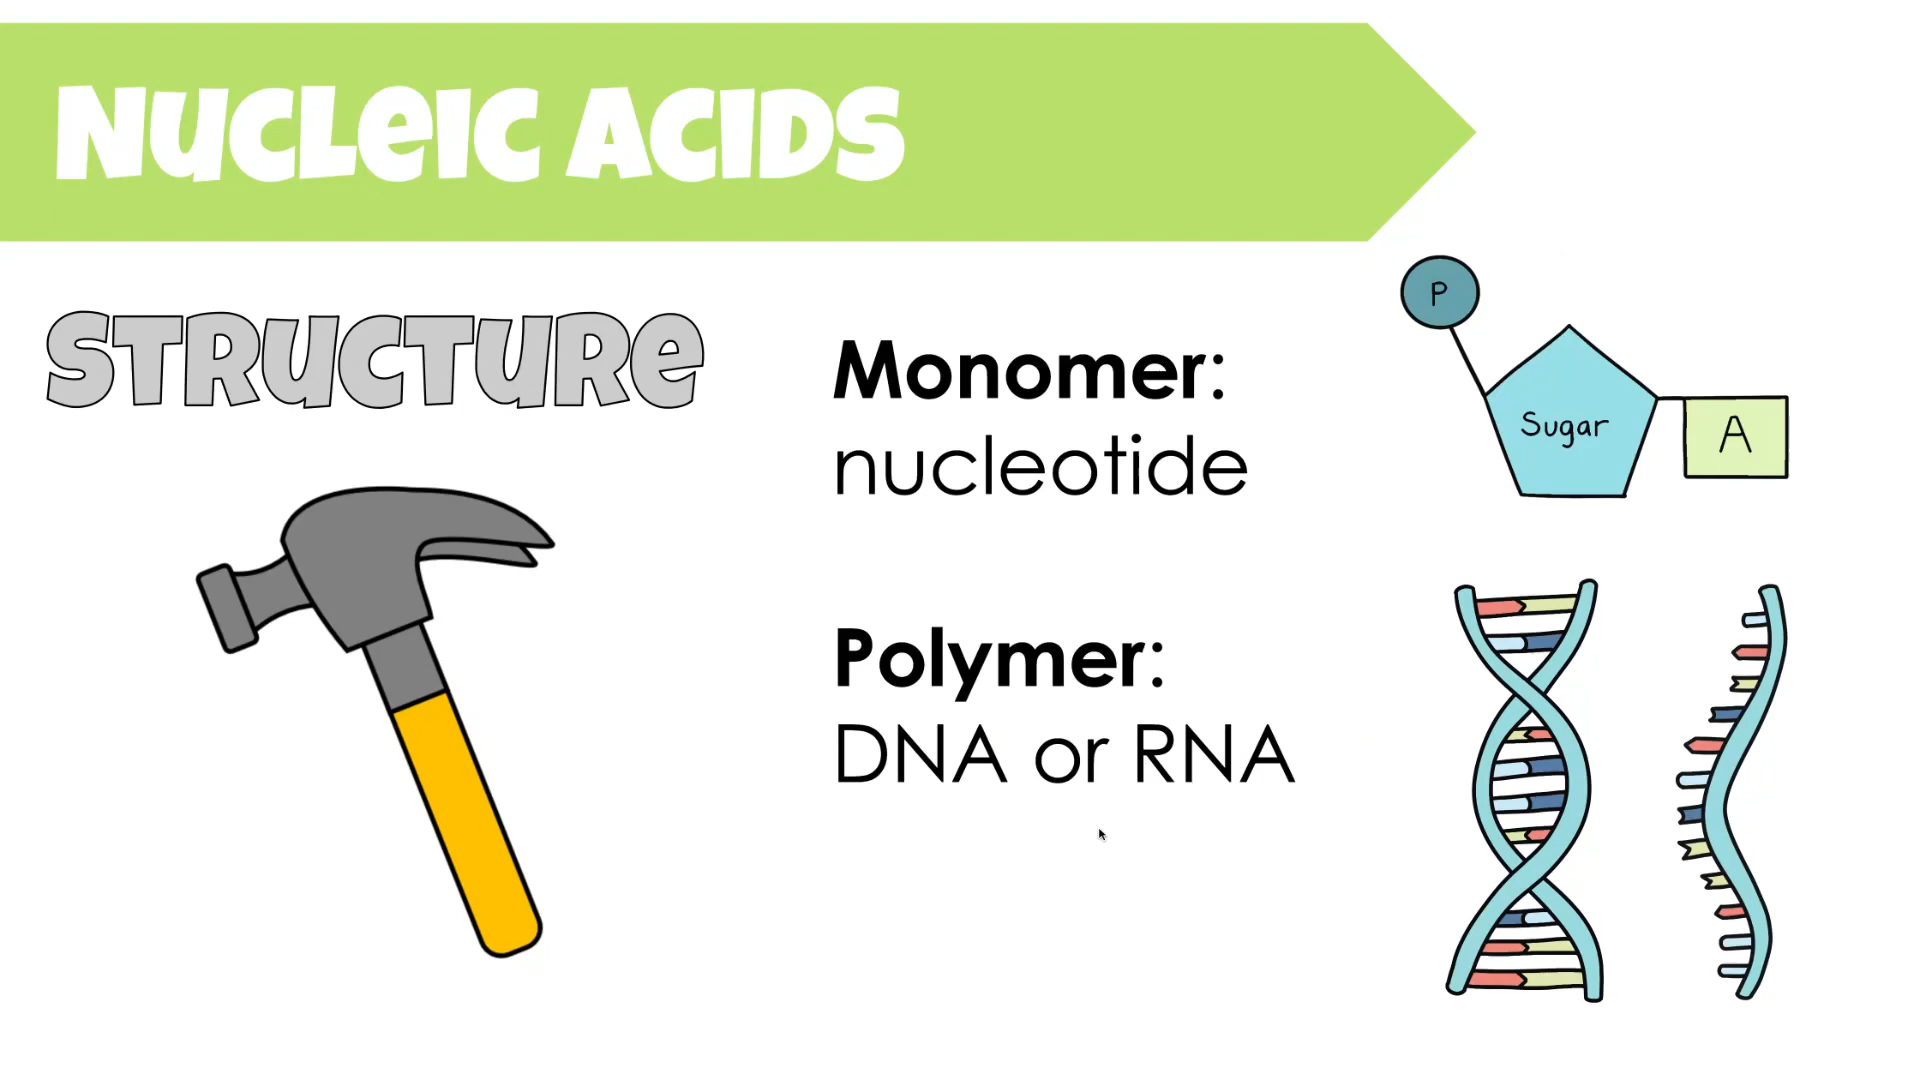 NUCLEIC ACIDS
STRUCTURE
Monomer:
nucleotide
Polymer:
DNA or RNA
P
Sugar
A